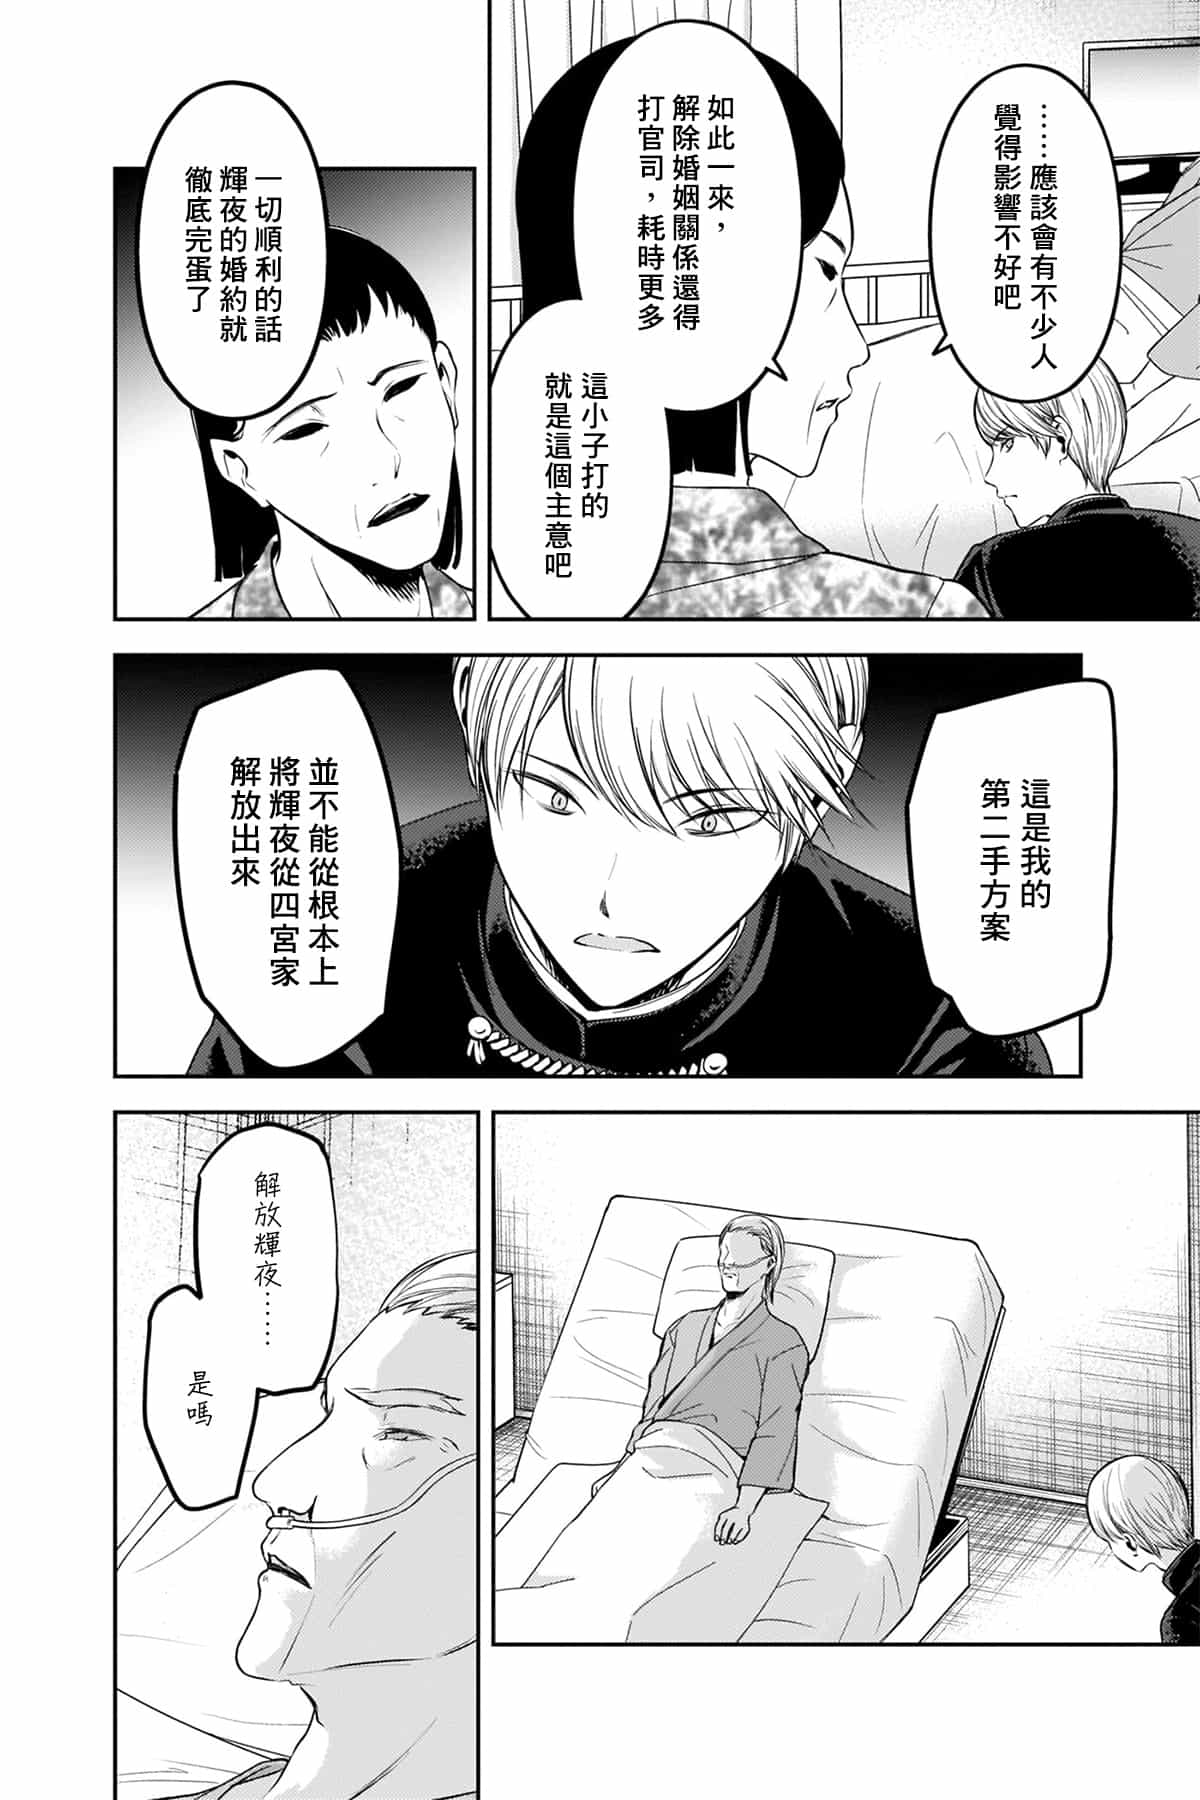 ……應該會有不少人
覺得影響不好吧
如此一來，
解除婚姻關係還得
打官司，耗時更多
這小子打的
就是這個主意吧
一切順利的話
輝夜的婚約就
徹底完蛋了
這是我的
第二手方案
並不能從根本上
將輝夜從四宮家
解放出來
解放輝夜……
是嗎